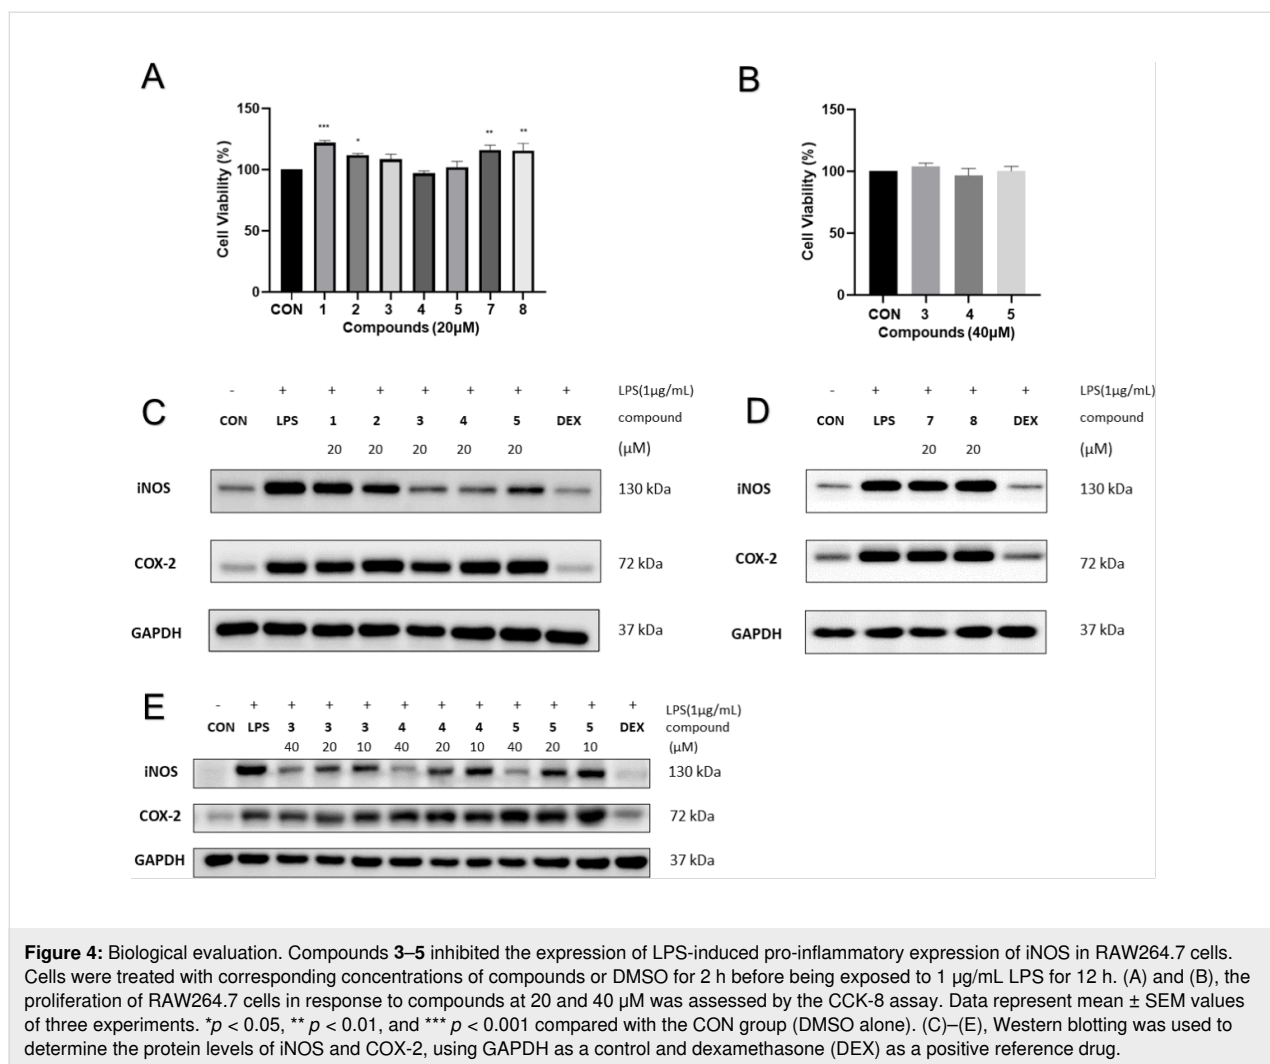 A
B
150
100
50
0
Cell Viability (%)
***
*
**
**
CON 1 2 3 4 5 7 8
Compounds (20µM)
150
100
50
0
Cell Viability (%)
CON 3 4 5
Compounds (40µM)
C
- + + + + + + + LPS(1µg/mL)
CON LPS 1 2 3 4 5 DEX compound
20 20 20 20 20 (µM)
iNOS 130 kDa
COX-2 72 kDa
GAPDH 37 kDa
D
- + + + + LPS(1µg/mL)
CON LPS 7 8 DEX compound
20 20 (µM)
iNOS 130 kDa
COX-2 72 kDa
GAPDH 37 kDa
E
- + + + + + + + + + + + LPS(1µg/mL)
CON LPS 3 3 3 4 4 4 5 5 5 DEX compound
40 20 10 40 20 10 40 20 10 (µM)
iNOS 130 kDa
COX-2 72 kDa
GAPDH 37 kDa
Figure 4: Biological evaluation. Compounds 3–5 inhibited the expression of LPS-induced pro-inflammatory expression of iNOS in RAW264.7 cells.
Cells were treated with corresponding concentrations of compounds or DMSO for 2 h before being exposed to 1 µg/mL LPS for 12 h. (A) and (B), the
proliferation of RAW264.7 cells in response to compounds at 20 and 40 µM was assessed by the CCK-8 assay. Data represent mean ± SEM values
of three experiments. *p < 0.05, ** p < 0.01, and *** p < 0.001 compared with the CON group (DMSO alone). (C)–(E), Western blotting was used to
determine the protein levels of iNOS and COX-2, using GAPDH as a control and dexamethasone (DEX) as a positive reference drug.